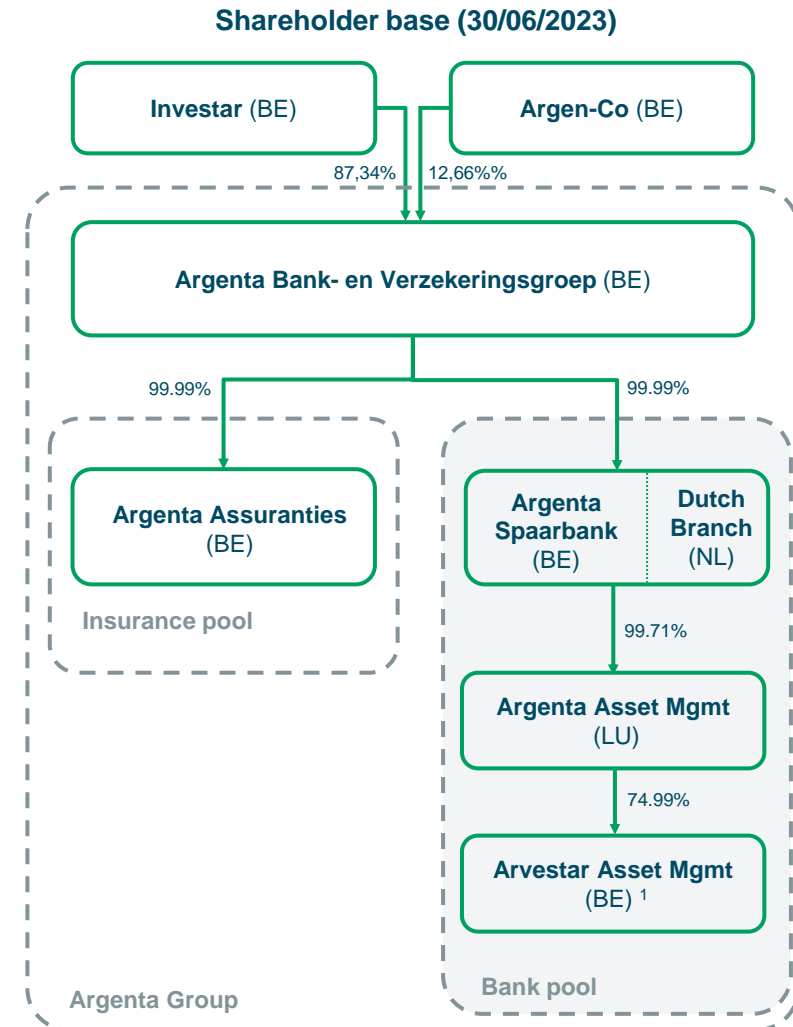 Shareholder base (30/06/2023)
Investar (BE)
Argen-Co (BE)
87,34%
12,66%%
Argenta Bank- en Verzekeringsgroep (BE)
99.99%
99.99%
Argenta Assuranties
(BE)
Insurance pool
Argenta
Spaarbank
(BE)
Dutch
Branch
(NL)
99.71%
Argenta Asset Mgmt
(LU)
74.99%
Arvestar Asset Mgmt
(BE) 1
Bank pool
Argenta Group